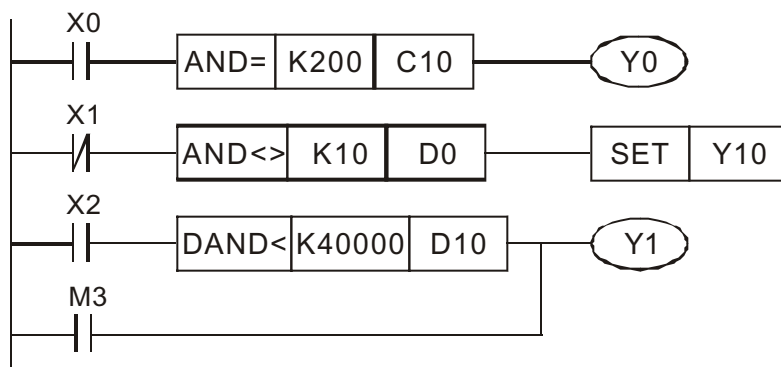 X0
AND= K200 C10 Y0
X1
AND<> K10 D0 SET Y10
X2
DAND< K40000 D10 Y1
M3